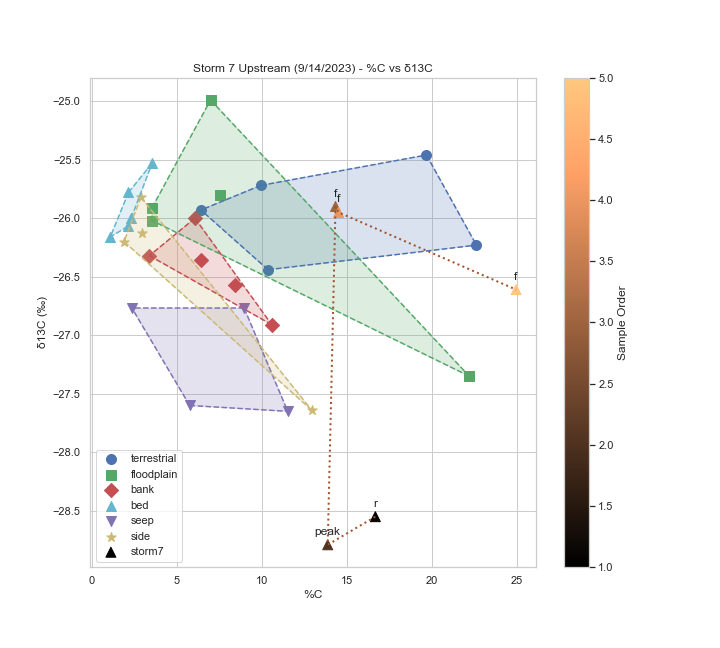 Storm 7 Upstream (9/14/2023) - %C vs δ13C
δ13C (‰)
−25.0
−25.5
−26.0
−26.5
−27.0
−27.5
−28.0
−28.5
f
f
f
peak
r
terrestrial
floodplain
bank
bed
seep
side
storm7
0 5 10 15 20 25
%C
5.0
4.5
4.0
3.5
3.0
2.5
2.0
1.5
1.0
Sample Order